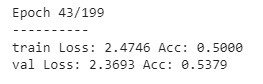 Epoch 43/199
----------
train Loss: 2.4746 Acc: 0.5000
val Loss: 2.3693 Acc: 0.5379